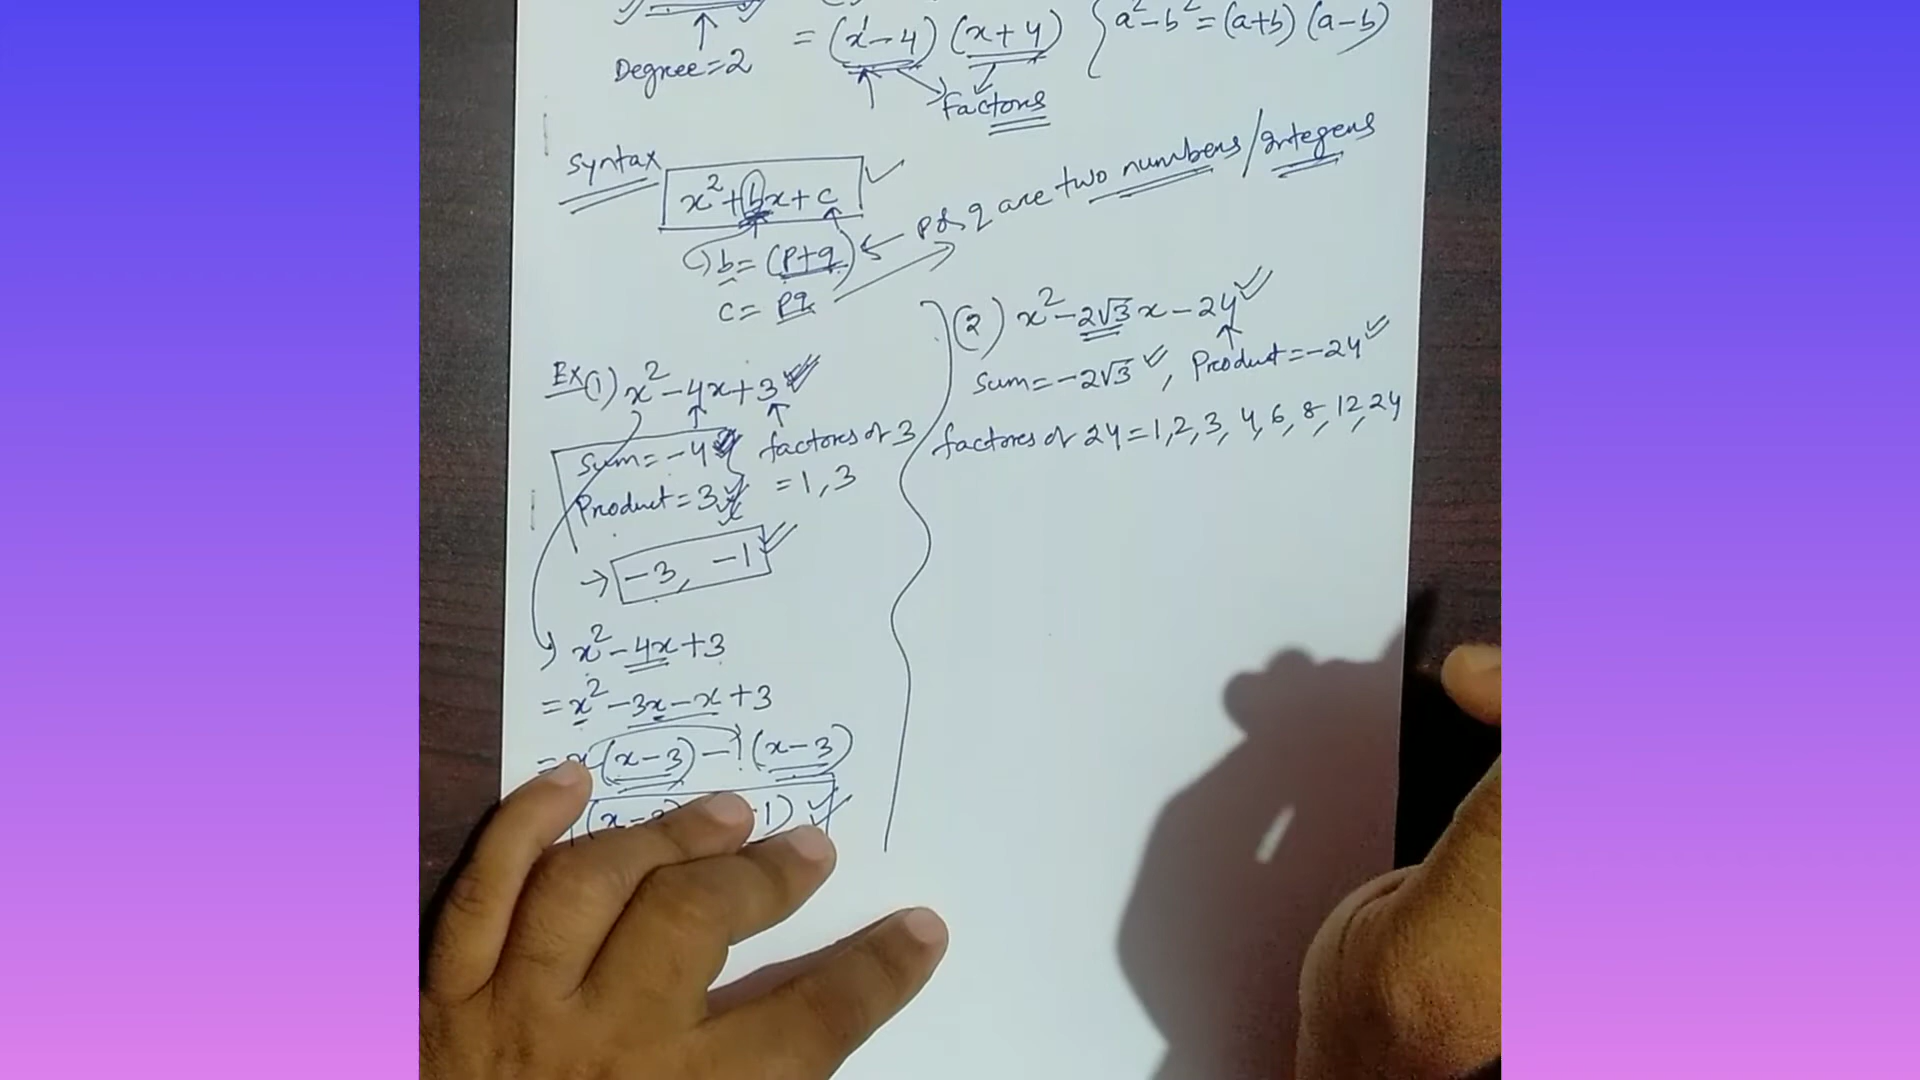 = (x-4) (x+4) { a²-b² = (a+b) (a-b)
Degree=2
Factors
Syntax
x²+bx+c
b= (p+q) ← p & q are two numbers/integers
c= pq
Ex(1) x²-4x+3
Sum=-4
Product=3
factores of 3
=1,3
→ -3, -1
x²-4x+3
=x²-3x-x+3
=x(x-3)-1(x-3)
(2) x²-2√3x-24
Sum=-2√3, Product=-24
factores of 24=1,2,3,4,6,8,12,24